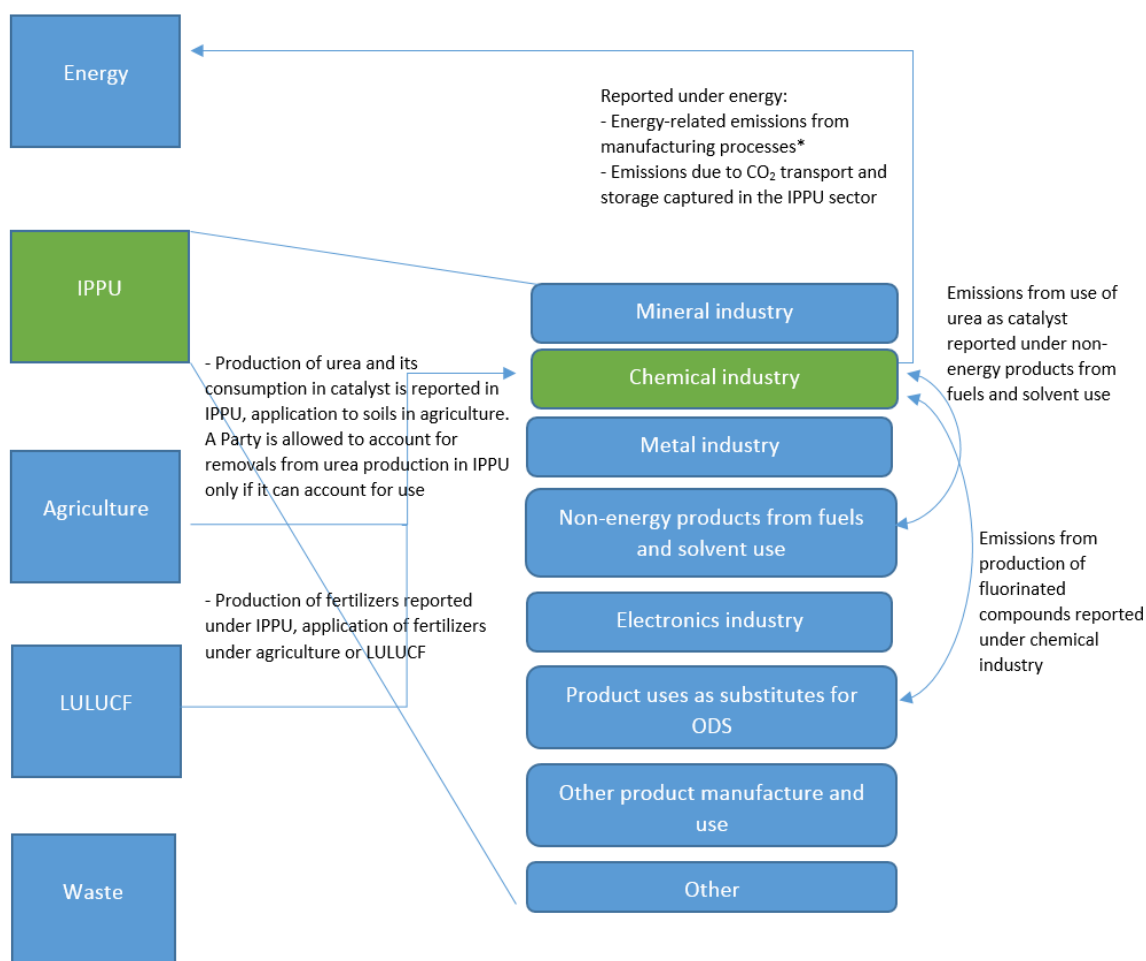 Energy
Reported under energy:
- Energy-related emissions from
manufacturing processes*
- Emissions due to CO₂ transport and
storage captured in the IPPU sector
IPPU
Mineral industry
Chemical industry
Metal industry
Non-energy products from fuels
and solvent use
Electronics industry
Product uses as substitutes for
ODS
Other product manufacture and
use
Other
Emissions from use of
urea as catalyst
reported under non-
energy products from
fuels and solvent use
Emissions from
production of
fluorinated
compounds reported
under chemical
industry
- Production of urea and its
consumption in catalyst is reported in
IPPU, application to soils in agriculture.
A Party is allowed to account for
removals from urea production in IPPU
only if it can account for use
Agriculture
- Production of fertilizers reported
under IPPU, application of fertilizers
under agriculture or LULUCF
LULUCF
Waste